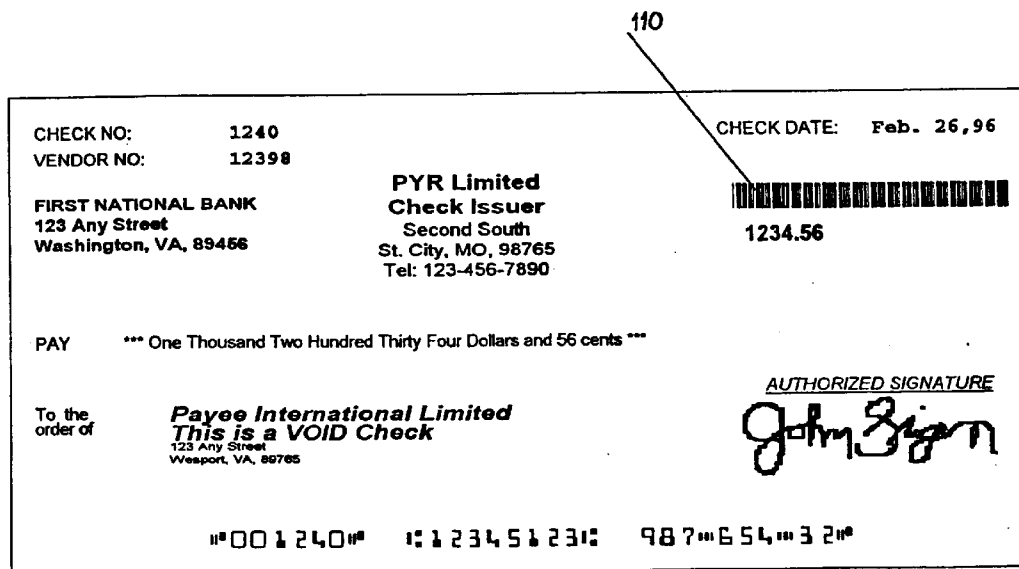 110
CHECK NO: 1240
CHECK DATE: Feb. 26,96
VENDOR NO: 12398
PYR Limited
FIRST NATIONAL BANK
Check Issuer
123 Any Street
Second South
1234.56
Washington, VA, 89456
St. City, MO, 98765
Tel: 123-456-7890
PAY *** One Thousand Two Hundred Thirty Four Dollars and 56 cents ***
AUTHORIZED SIGNATURE
To the
order of
Payee International Limited
This is a VOID Check
123 Any Street
Wesport, VA, 89765
John Sign
⑈001240⑈ ⑆123451231⑆ 987⑉654⑉32⑈